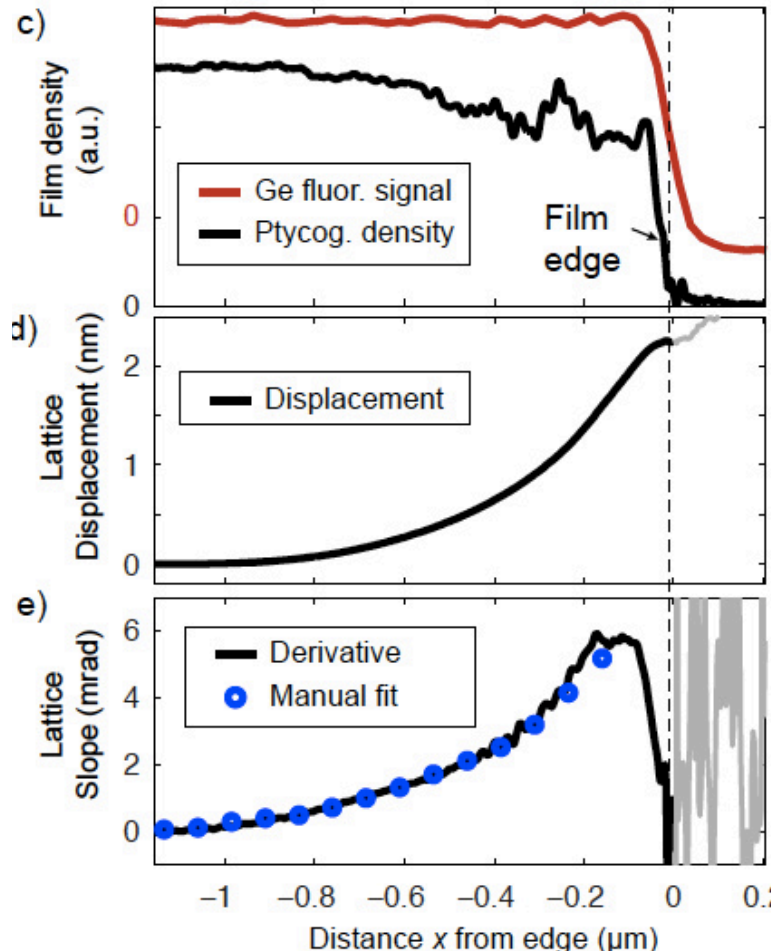 c)
Film density
(a.u.)
0
0
Ge fluor. signal
Ptycog. density
Film
edge
d)
Lattice
Displacement (nm)
2
1
0
Displacement
e)
Lattice
Slope (mrad)
6
4
2
0
Derivative
Manual fit
−1 −0.8 −0.6 −0.4 −0.2 0 0.2
Distance x from edge (µm)